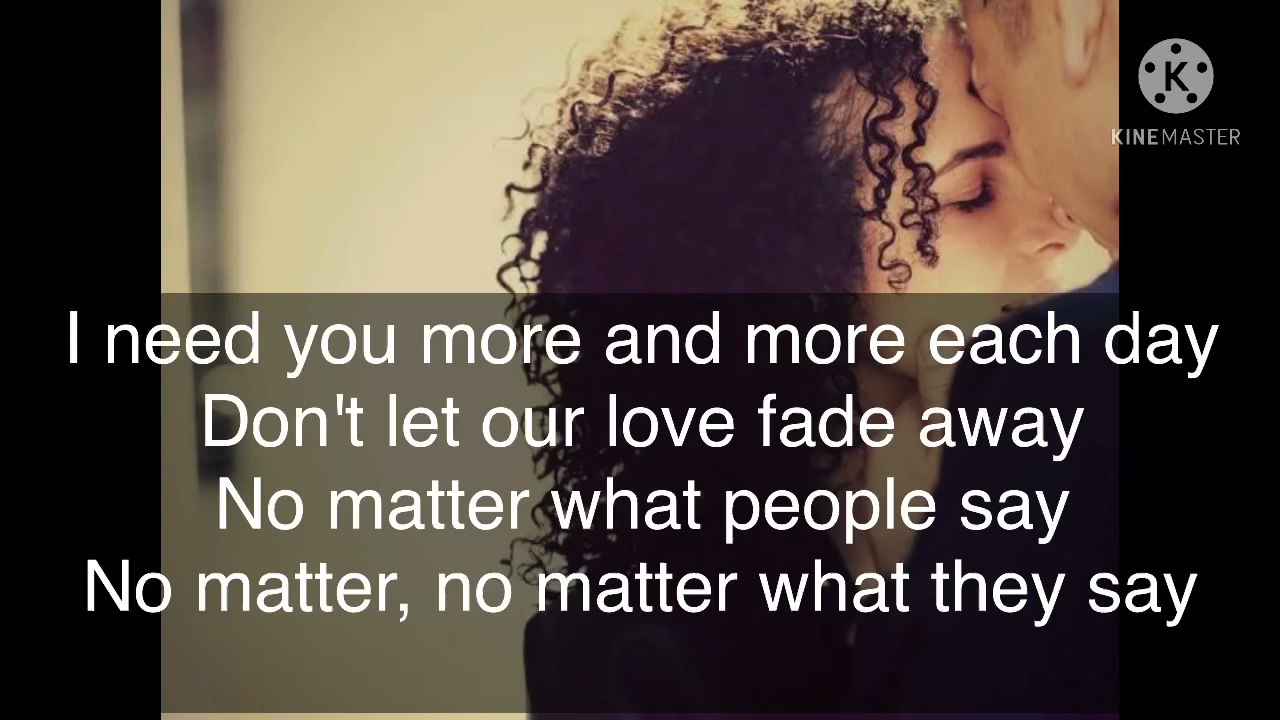 K
KINEMASTER
I need you more and more each day
Don't let our love fade away
No matter what people say
No matter, no matter what they say